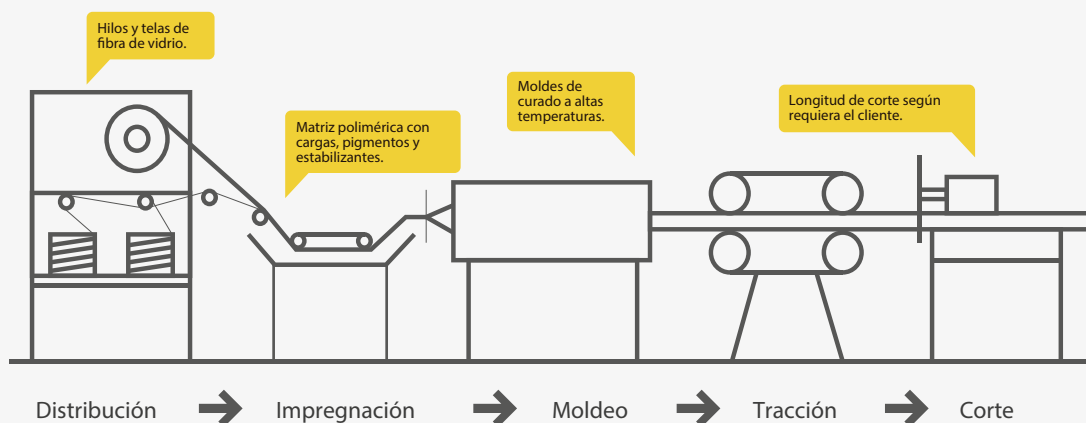 Hilos y telas de
fibra de vidrio.
Matriz polimérica con
cargas, pigmentos y
estabilizantes.
Moldes de
curado a altas
temperaturas.
Longitud de corte según
requiera el cliente.
Distribución
Impregnación
Moldeo
Tracción
Corte